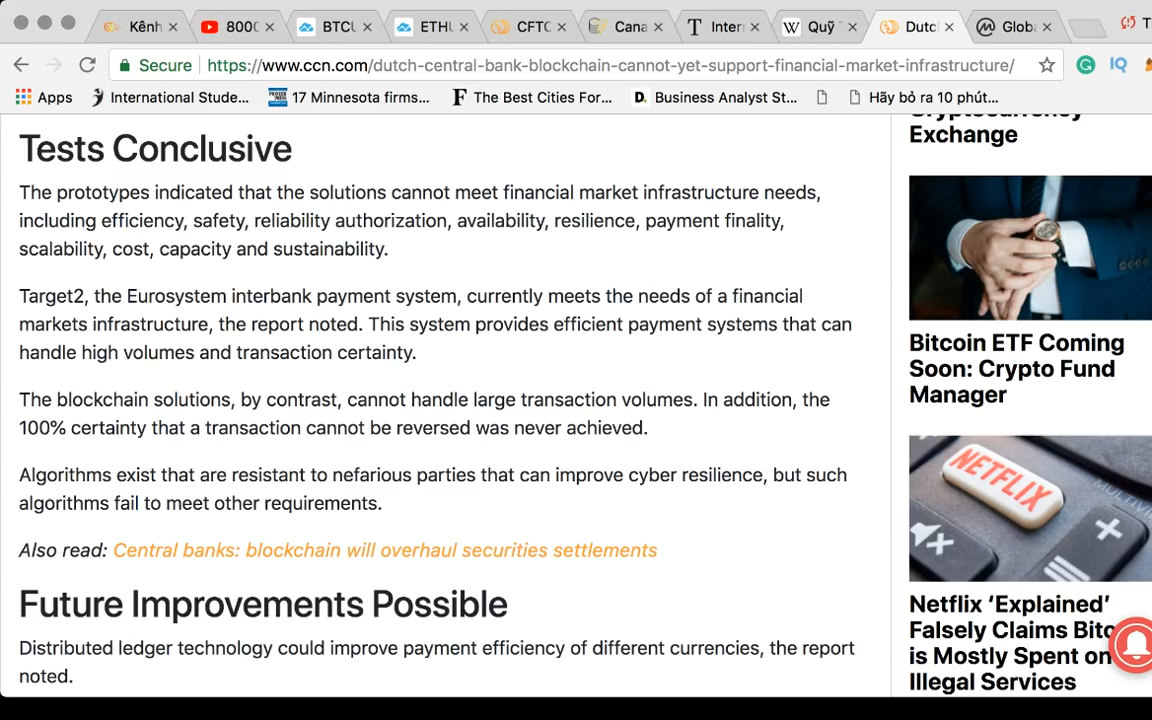 Kênh
800
BTCU
ETHU
CFTC
Cana
Inter
Quỹ
Dutc
Globa
Secure
https://www.ccn.com/dutch-central-bank-blockchain-cannot-yet-support-financial-market-infrastructure/
Apps
International Stude...
17 Minnesota firms...
The Best Cities For...
Business Analyst St...
Hãy bỏ ra 10 phút...
Tests Conclusive
The prototypes indicated that the solutions cannot meet financial market infrastructure needs,
including efficiency, safety, reliability authorization, availability, resilience, payment finality,
scalability, cost, capacity and sustainability.
Target2, the Eurosystem interbank payment system, currently meets the needs of a financial
markets infrastructure, the report noted. This system provides efficient payment systems that can
handle high volumes and transaction certainty.
The blockchain solutions, by contrast, cannot handle large transaction volumes. In addition, the
100% certainty that a transaction cannot be reversed was never achieved.
Algorithms exist that are resistant to nefarious parties that can improve cyber resilience, but such
algorithms fail to meet other requirements.
Also read: Central banks: blockchain will overhaul securities settlements
Future Improvements Possible
Distributed ledger technology could improve payment efficiency of different currencies, the report
noted.
Cryptocurrency
Exchange
Bitcoin ETF Coming
Soon: Crypto Fund
Manager
NETFLIX
Netflix ‘Explained’
Falsely Claims Bitc
is Mostly Spent on
Illegal Services